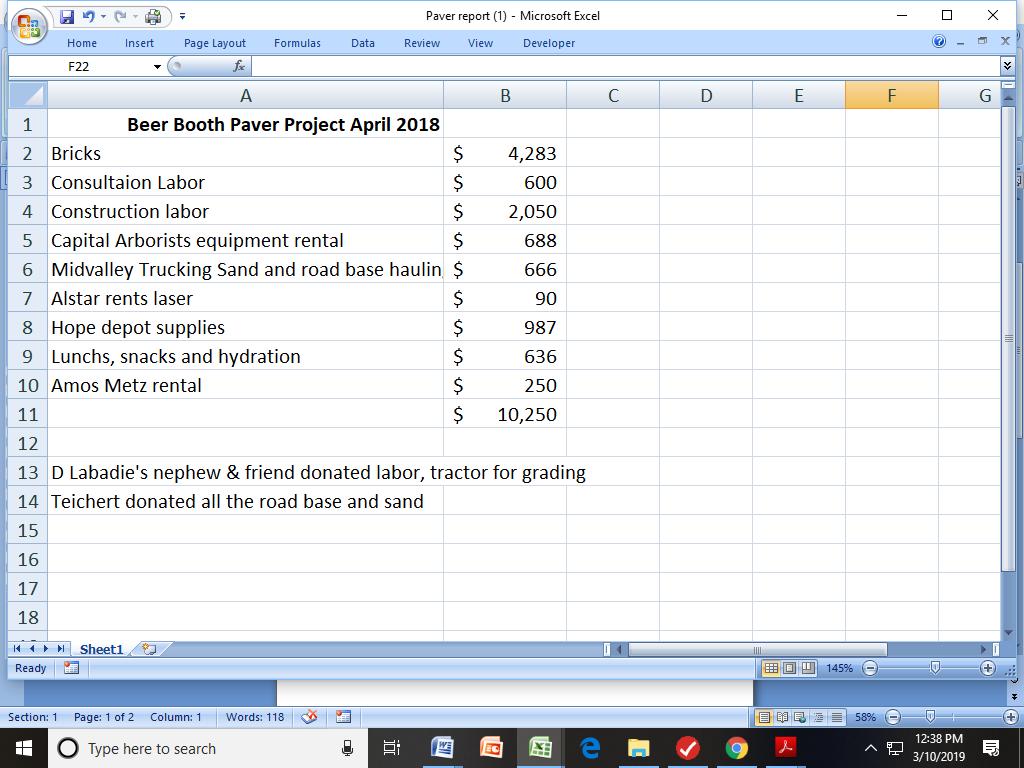 Paver report (1) - Microsoft Excel
Home Insert Page Layout Formulas Data Review View Developer
F22 fx
A B C D E F G
1 Beer Booth Paver Project April 2018
2 Bricks $ 4,283
3 Consultaion Labor $ 600
4 Construction labor $ 2,050
5 Capital Arborists equipment rental $ 688
6 Midvalley Trucking Sand and road base haulin $ 666
7 Alstar rents laser $ 90
8 Hope depot supplies $ 987
9 Lunchs, snacks and hydration $ 636
10 Amos Metz rental $ 250
11 $ 10,250
12
13 D Labadie's nephew & friend donated labor, tractor for grading
14 Teichert donated all the road base and sand
15
16
17
18
Sheet1
Ready 145%
Section: 1 Page: 1 of 2 Column: 1 Words: 118 58%
Type here to search
12:38 PM
3/10/2019